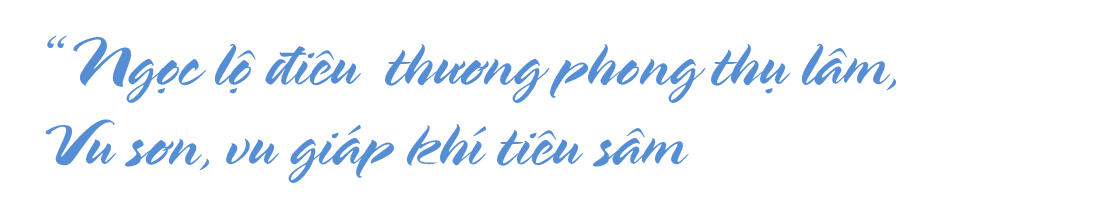 “Ngọc lộ điêu thương phong thụ lâm,
Vu sơn, vu giáp khí tiêu sâm